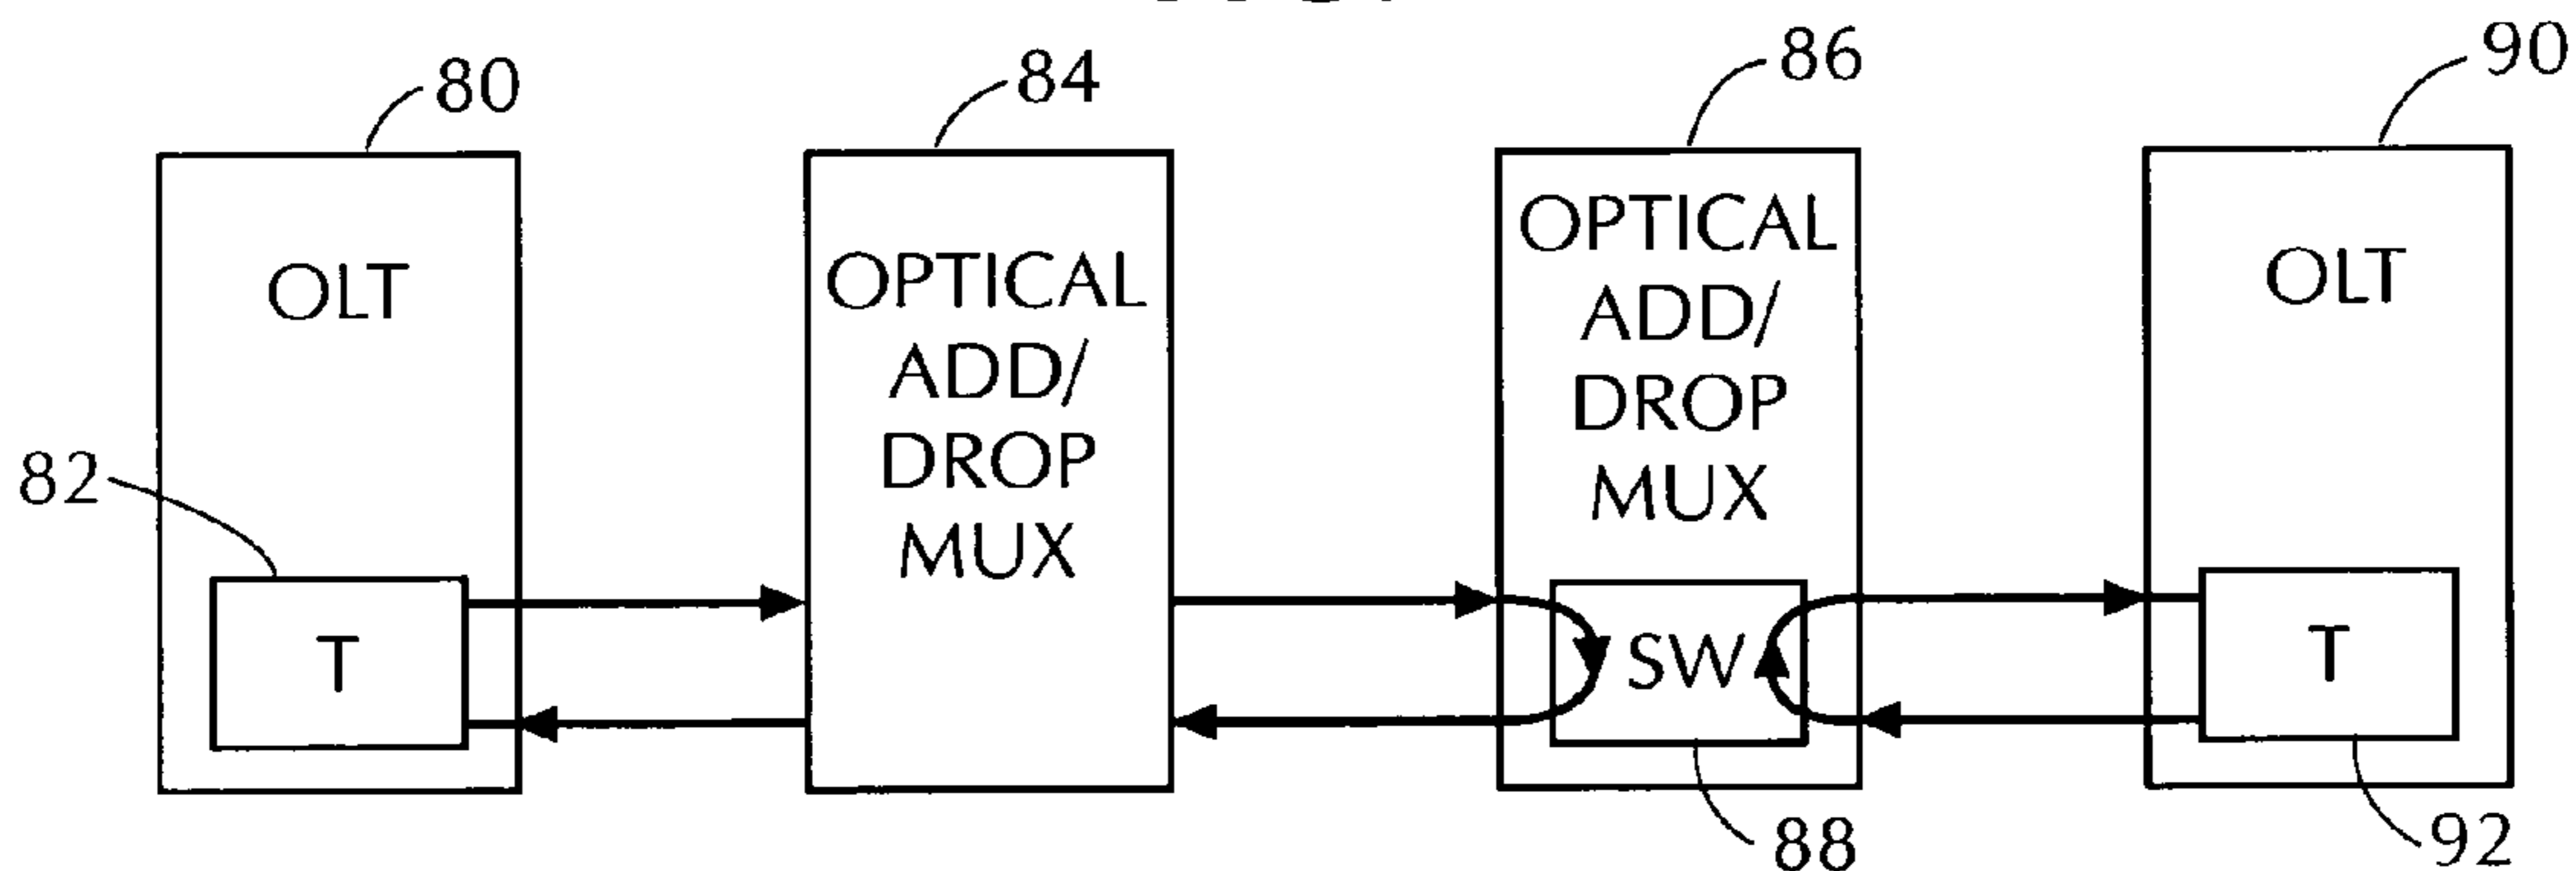 80
84
86
90
OLT
OPTICAL
ADD/
DROP
MUX
OPTICAL
ADD/
DROP
MUX
OLT
82
T
SW
T
88
92